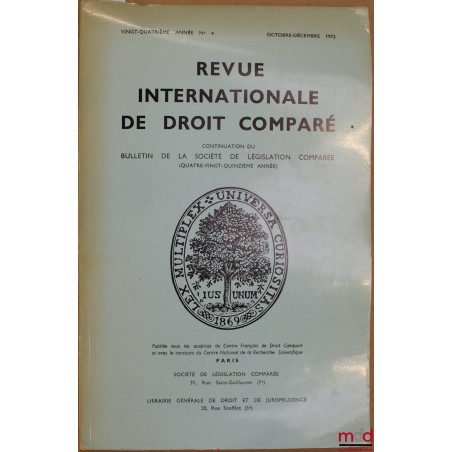 VINGT-QUATRIÈME ANNÉE N° 4
OCTOBRE-DÉCEMBRE 1972
REVUE
INTERNATIONALE
DE DROIT COMPARÉ
CONTINUATION DU
BULLETIN DE LA SOCIÉTÉ DE LÉGISLATION COMPARÉE
(QUATRE-VINGT-QUINZIÈME ANNÉE)
LEX MULTIPLEX UNIVERSA CURIOSITAS
IUS UNUM
1869
Publiée sous les auspices du Centre Français de Droit Comparé
et avec le concours du Centre National de la Recherche Scientifique
PARIS
SOCIÉTÉ DE LÉGISLATION COMPARÉE
31, Rue Saint-Guillaume (7e)
LIBRAIRIE GÉNÉRALE DE DROIT ET DE JURISPRUDENCE
20, Rue Soufflot (5e)